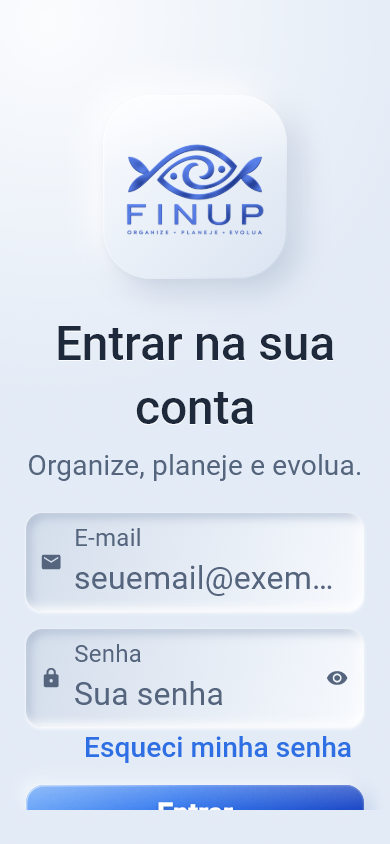 FINUP
ORGANIZE • PLANEJE • EVOLUA
Entrar na sua
conta
Organize, planeje e evolua.
E-mail
seuemail@exem...
Senha
Sua senha
Esqueci minha senha
Entrar